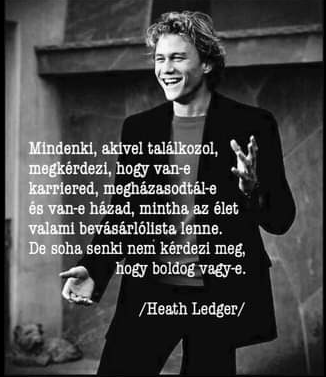 Mindenki, akivel találkozol,
megkérdezi, hogy van-e
karriered, megházasodtál-e
és van-e házad, mintha az élet
valami bevásárlólista lenne.
De soha senki nem kérdezi meg,
hogy boldog vagy-e.
/Heath Ledger/